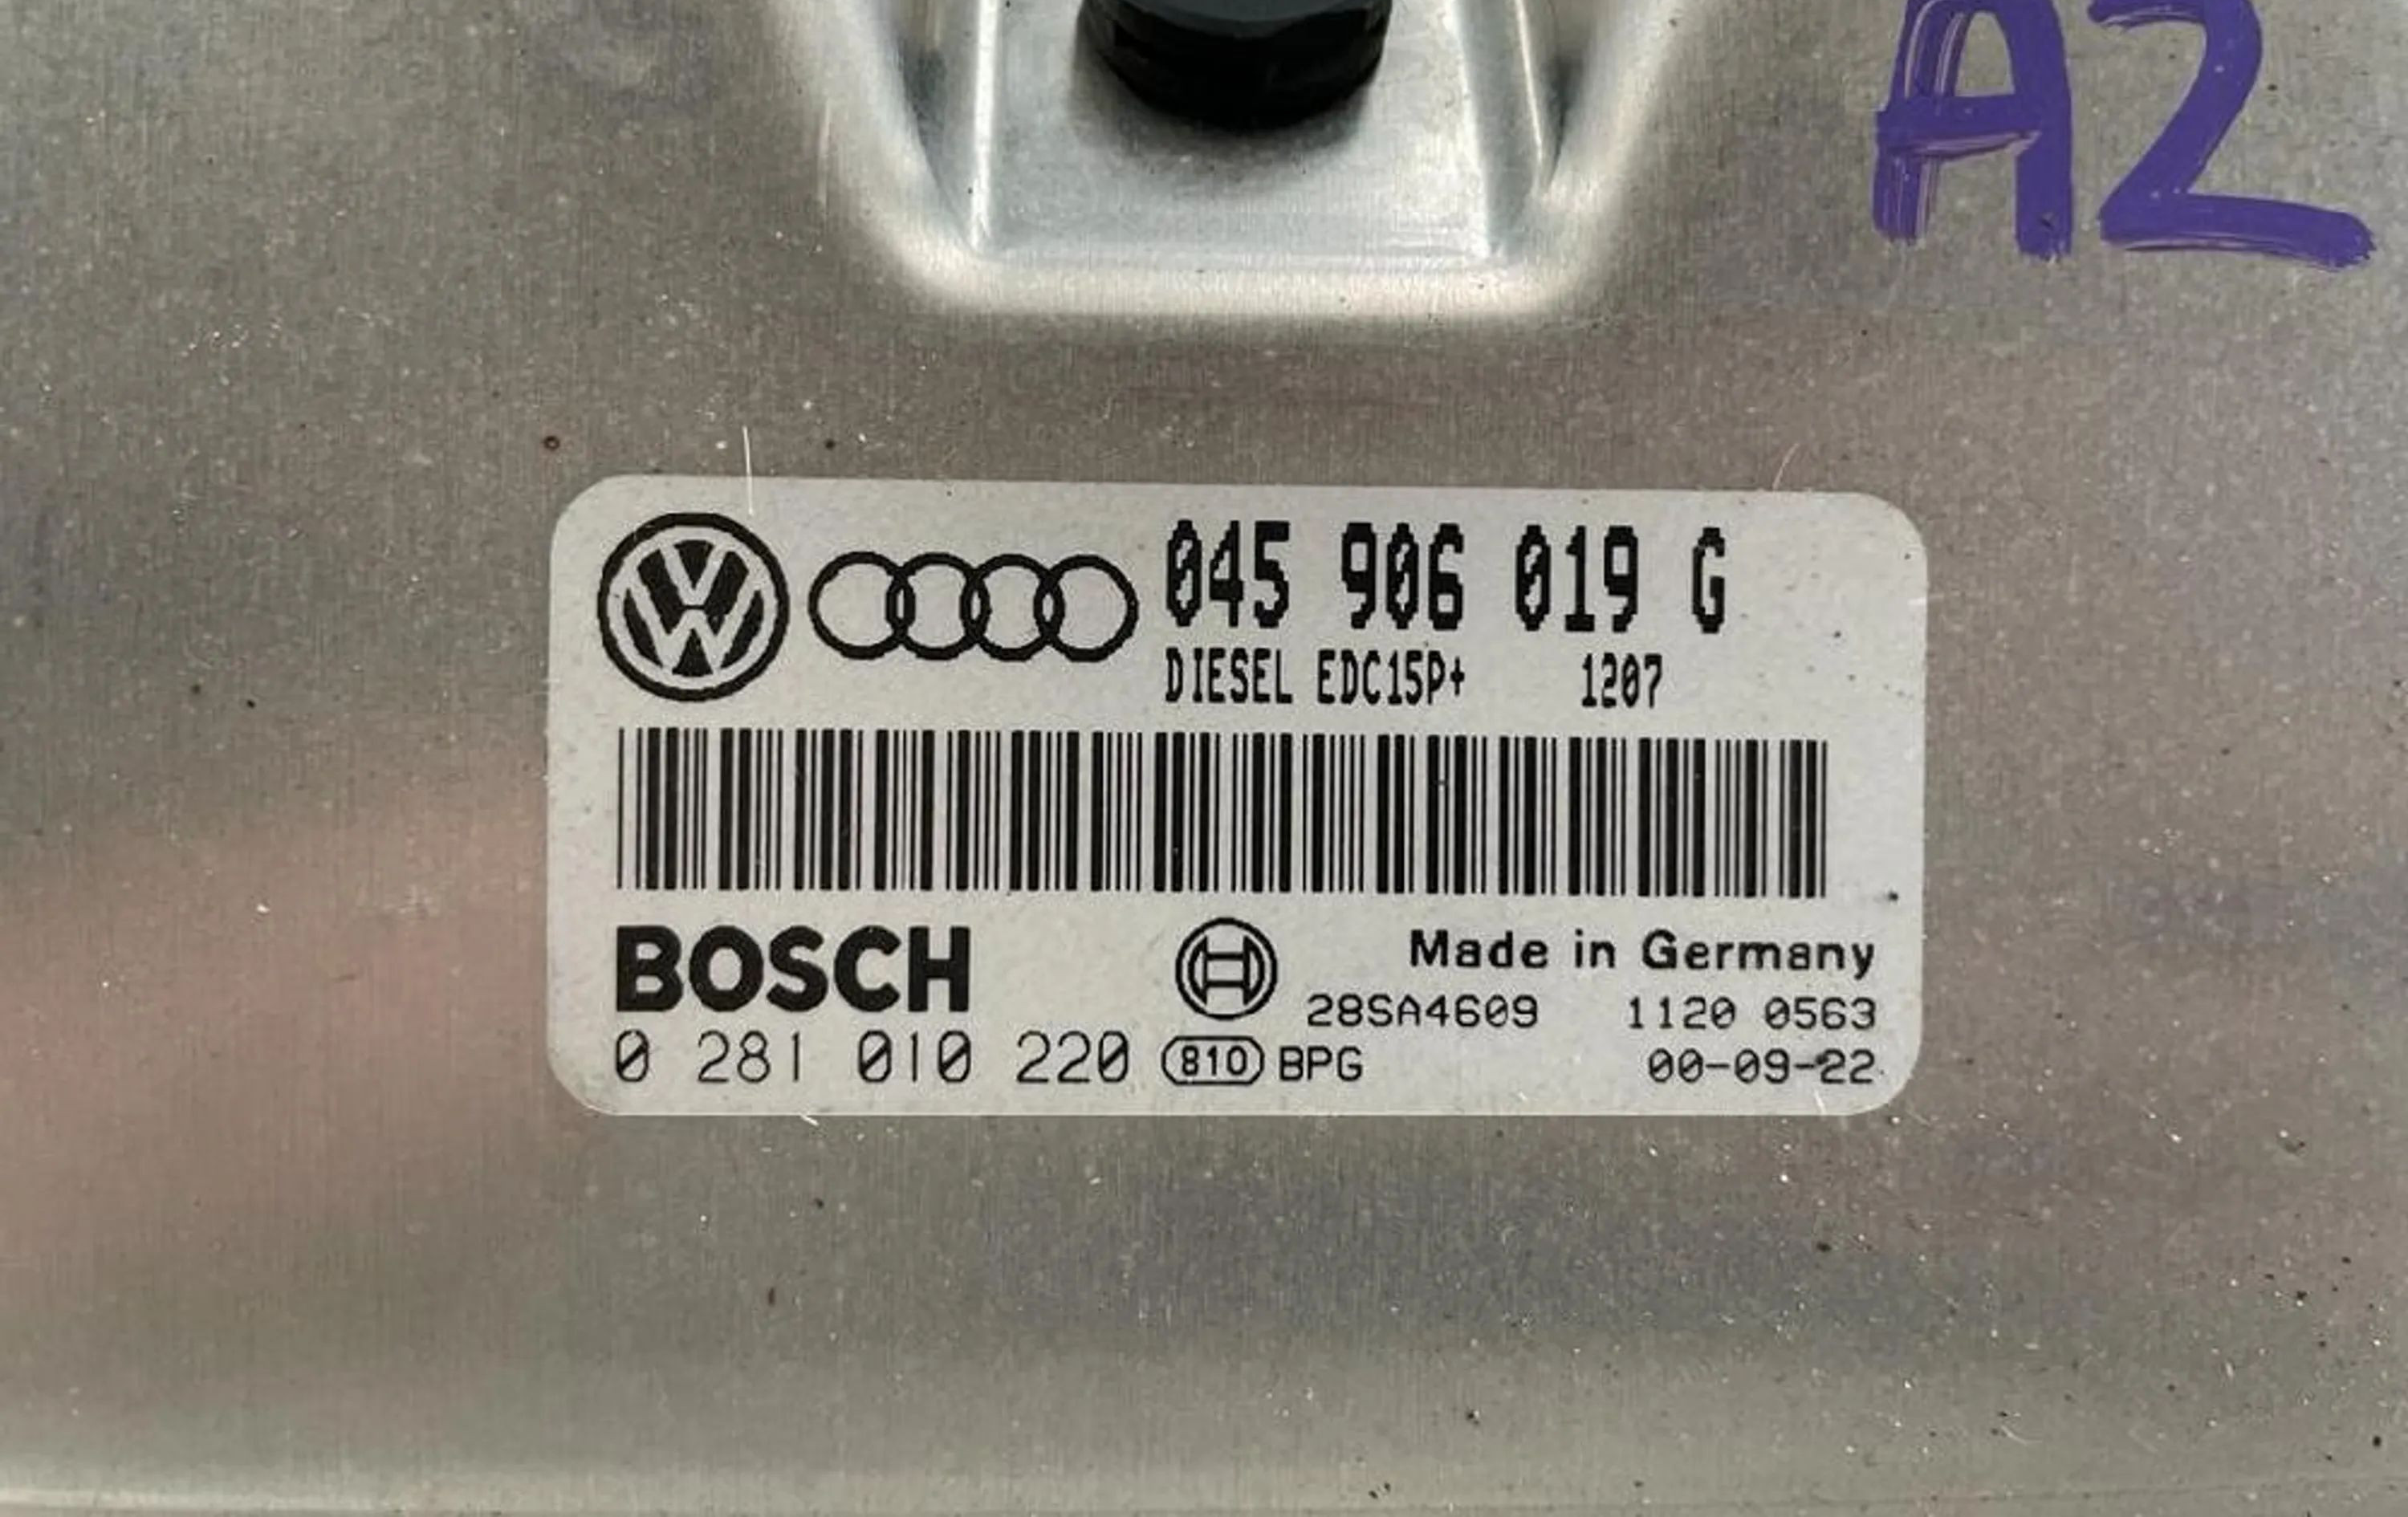 A2
045 906 019 G
DIESEL EDC15P+ 1207
BOSCH
Made in Germany
28SA4609 1120 0563
0 281 010 220 810 BPG 00-09-22